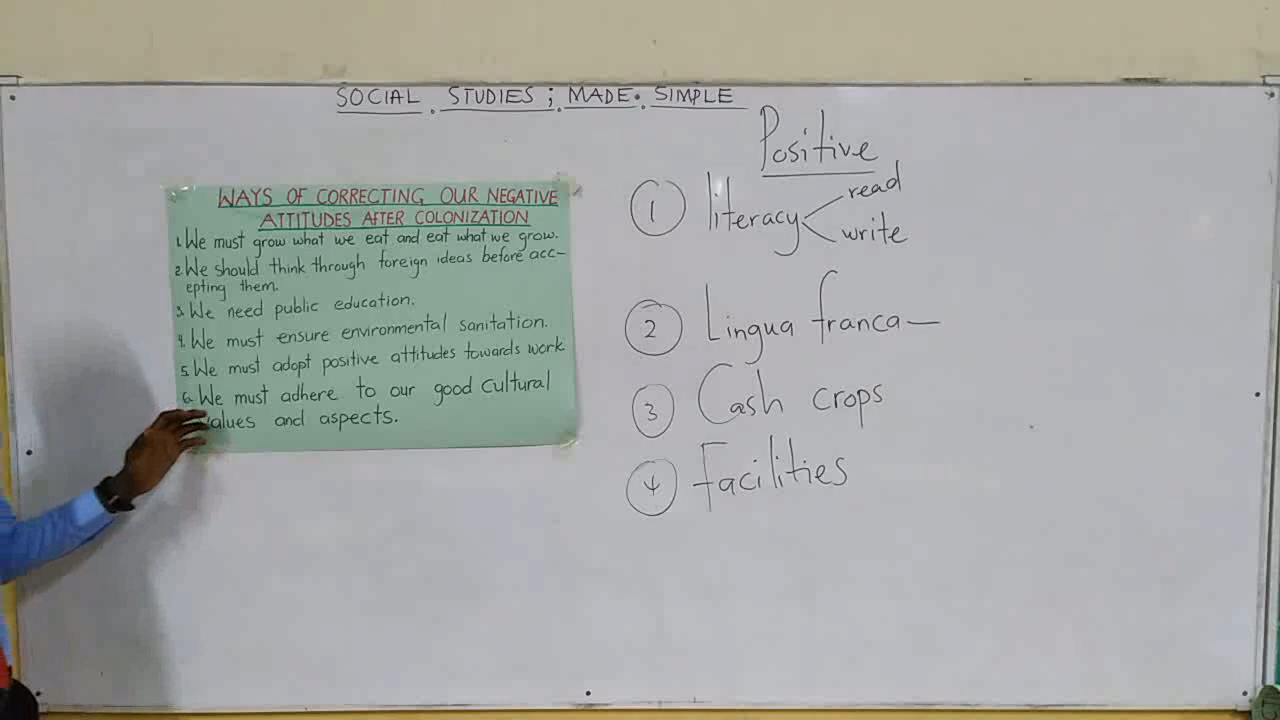 SOCIAL STUDIES ; MADE SIMPLE
WAYS OF CORRECTING OUR NEGATIVE
ATTITUDES AFTER COLONIZATION
1. We must grow what we eat and eat what we grow.
2. We should think through foreign ideas before acc-
epting them.
3. We need public education.
4. We must ensure environmental sanitation.
5. We must adopt positive attitudes towards work
6. We must adhere to our good cultural
values and aspects.
Positive
1 literacy read
write
2 Lingua franca —
3 Cash crops
4 Facilities